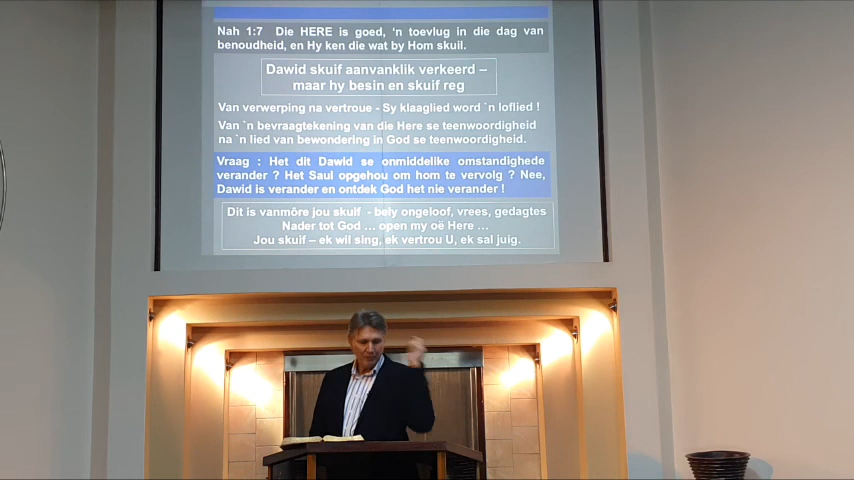 Nah 1:7 Die HERE is goed, ‘n toevlug in die dag van
benoudheid, en Hy ken die wat by Hom skuil.
Dawid skuif aanvanklik verkeerd –
maar hy besin en skuif reg
Van verwerping na vertroue - Sy klaaglied word `n loflied !
Van `n bevraagtekening van die Here se teenwoordigheid
na `n lied van bewondering in God se teenwoordigheid.
Vraag : Het dit Dawid se onmiddelike omstandighede
verander ? Het Saul opgehou om hom te vervolg ? Nee,
Dawid is verander en ontdek God het nie verander !
Dit is vanmôre jou skuif - bely ongeloof, vrees, gedagtes
Nader tot God … open my oë Here …
Jou skuif – ek wil sing, ek vertrou U, ek sal juig.